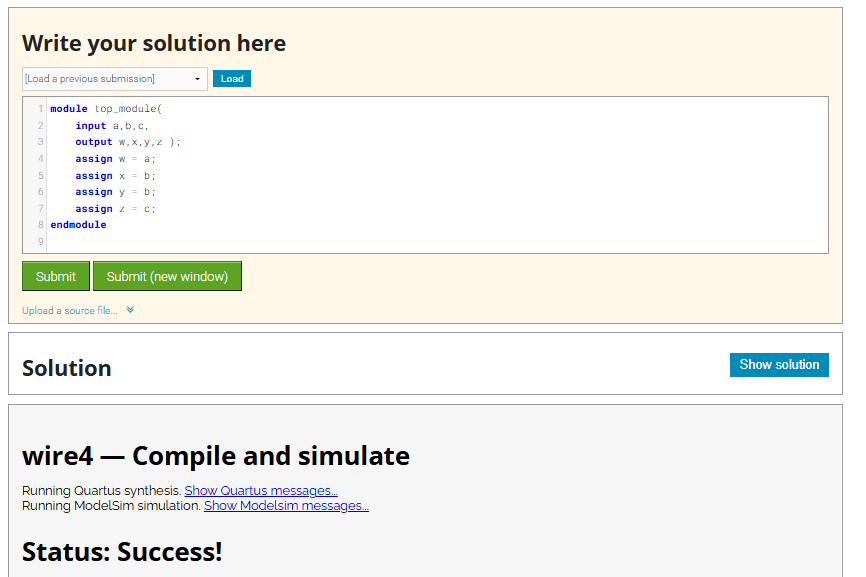 Write your solution here
[Load a previous submission] Load
1 module top_module(
2 input a,b,c,
3 output w,x,y,z );
4 assign w = a;
5 assign x = b;
6 assign y = b;
7 assign z = c;
8 endmodule
9
Submit Submit (new window)
Upload a source file...
Solution Show solution
wire4 — Compile and simulate
Running Quartus synthesis. Show Quartus messages...
Running ModelSim simulation. Show Modelsim messages...
Status: Success!